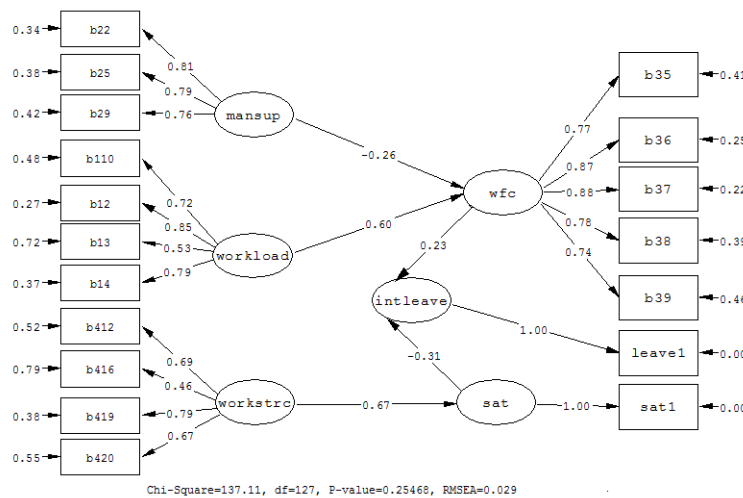 0.34 b22
0.38 b25
0.42 b29
0.48 b110
0.27 b12
0.72 b13
0.37 b14
0.52 b412
0.79 b416
0.38 b419
0.55 b420
0.81
0.79
0.76
mansup
0.72
0.85
0.53
0.79
workload
0.69
0.46
0.79
0.67
workstrc
-0.26
0.60
0.67
wfc
0.23
intleave
-0.31
sat
0.77
0.87
0.88
0.78
0.74
1.00
1.00
b35 0.41
b36 0.25
b37 0.22
b38 0.39
b39 0.46
leave1 0.00
sat1 0.00
Chi-Square=137.11, df=127, P-value=0.25468, RMSEA=0.029